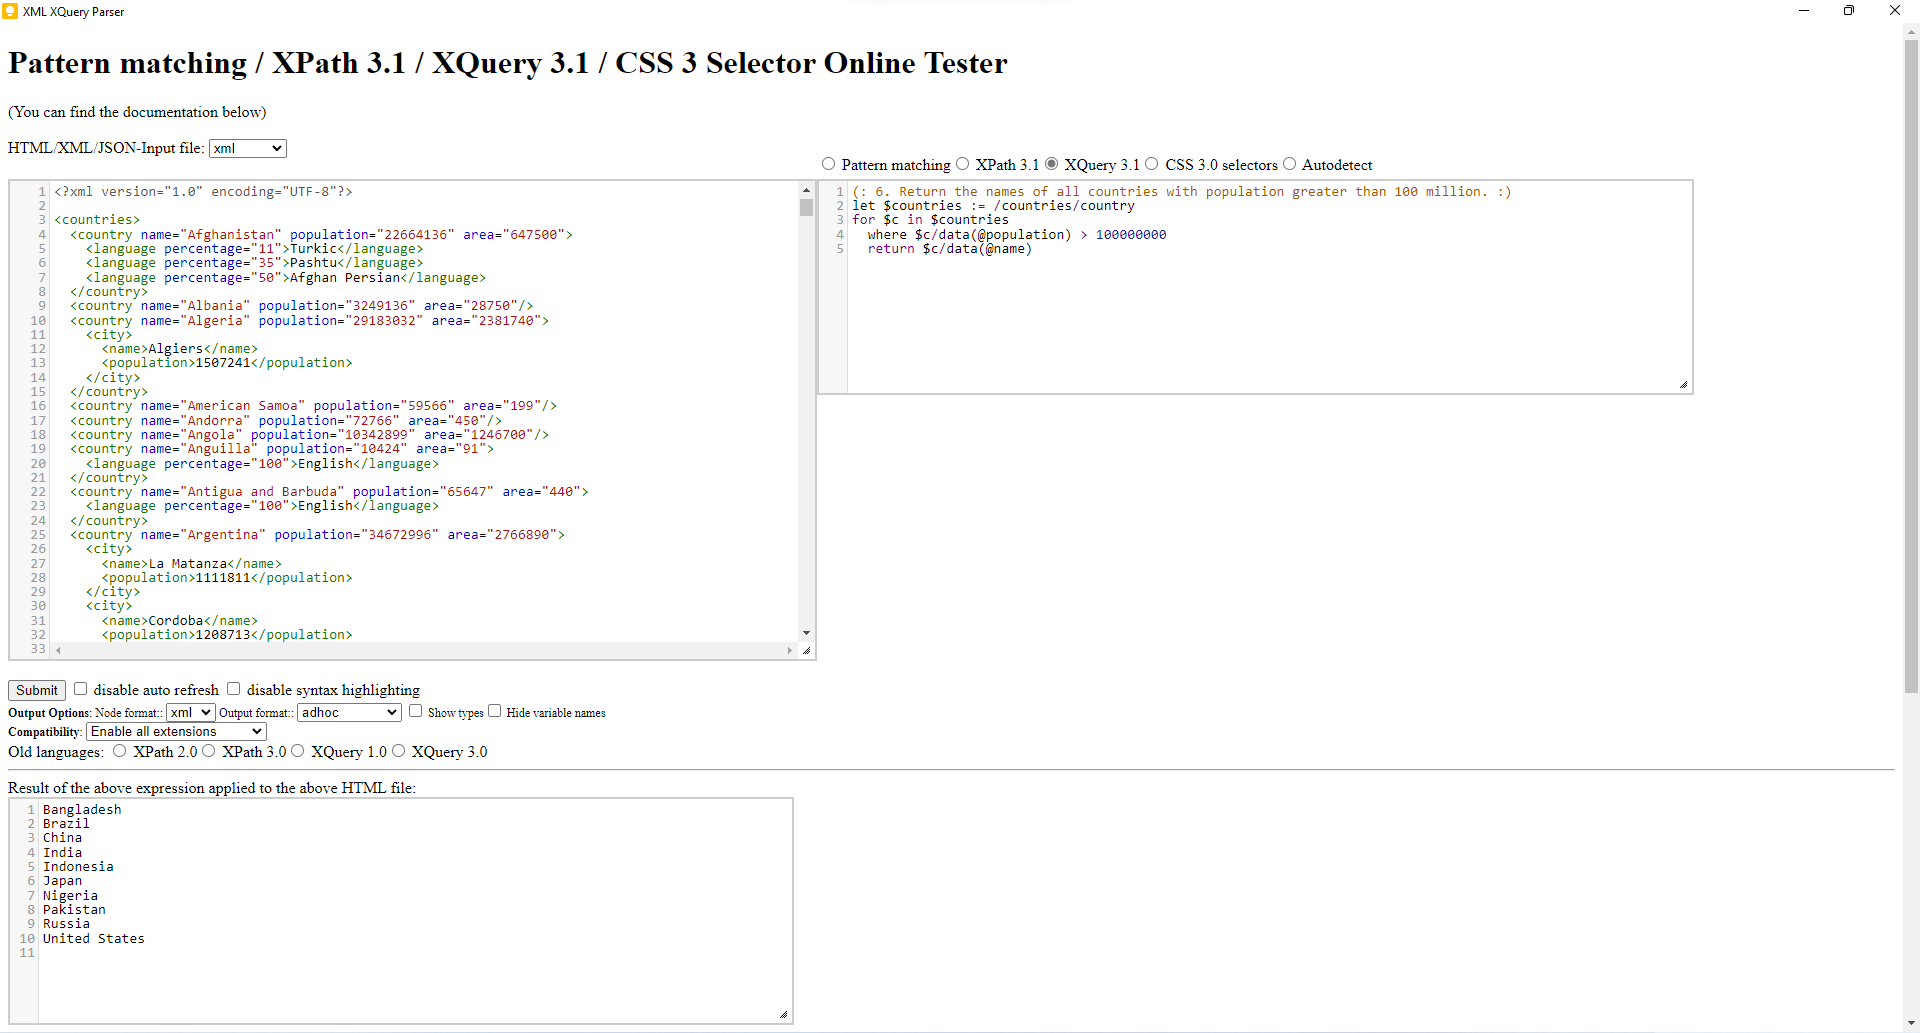 XML XQuery Parser
Pattern matching / XPath 3.1 / XQuery 3.1 / CSS 3 Selector Online Tester
(You can find the documentation below)
HTML/XML/JSON-Input file: xml
Pattern matching XPath 3.1 XQuery 3.1 CSS 3.0 selectors Autodetect
1 <?xml version="1.0" encoding="UTF-8"?>
2
3 <countries>
4 <country name="Afghanistan" population="22664136" area="647500">
5 <language percentage="11">Turkic</language>
6 <language percentage="35">Pashtu</language>
7 <language percentage="50">Afghan Persian</language>
8 </country>
9 <country name="Albania" population="3249136" area="28750"/>
10 <country name="Algeria" population="29183032" area="2381740">
11 <city>
12 <name>Algiers</name>
13 <population>1507241</population>
14 </city>
15 </country>
16 <country name="American Samoa" population="59566" area="199"/>
17 <country name="Andorra" population="72766" area="450"/>
18 <country name="Angola" population="10342899" area="1246700"/>
19 <country name="Anguilla" population="10424" area="91">
20 <language percentage="100">English</language>
21 </country>
22 <country name="Antigua and Barbuda" population="65647" area="440">
23 <language percentage="100">English</language>
24 </country>
25 <country name="Argentina" population="34672996" area="2766890">
26 <city>
27 <name>La Matanza</name>
28 <population>1111811</population>
29 </city>
30 <city>
31 <name>Cordoba</name>
32 <population>1208713</population>
33
1 (: 6. Return the names of all countries with population greater than 100 million. :)
2 let $countries := /countries/country
3 for $c in $countries
4 where $c/data(@population) > 100000000
5 return $c/data(@name)
Submit disable auto refresh disable syntax highlighting
Output Options: Node format:: xml Output format:: adhoc Show types Hide variable names
Compatibility: Enable all extensions
Old languages: XPath 2.0 XPath 3.0 XQuery 1.0 XQuery 3.0
Result of the above expression applied to the above HTML file:
1 Bangladesh
2 Brazil
3 China
4 India
5 Indonesia
6 Japan
7 Nigeria
8 Pakistan
9 Russia
10 United States
11